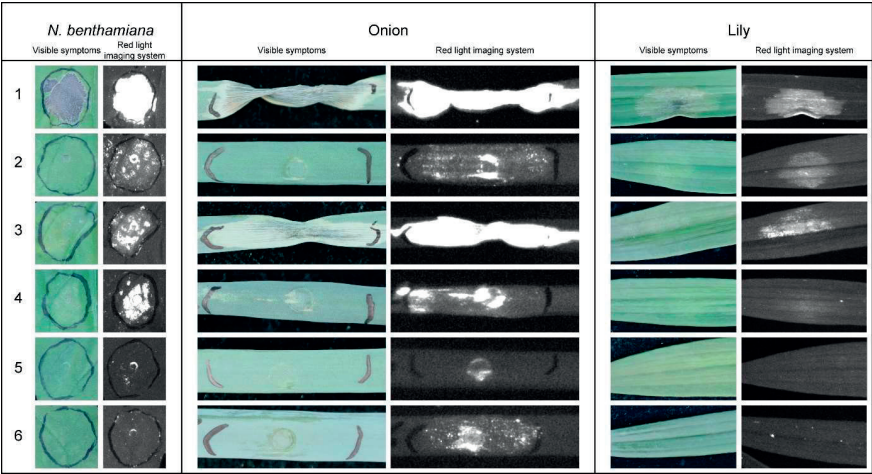 N. benthamiana
Onion
Lily
Visible symptoms
Red light
imaging system
Visible symptoms
Red light imaging system
Visible symptoms
Red light imaging system
1
2
3
4
5
6